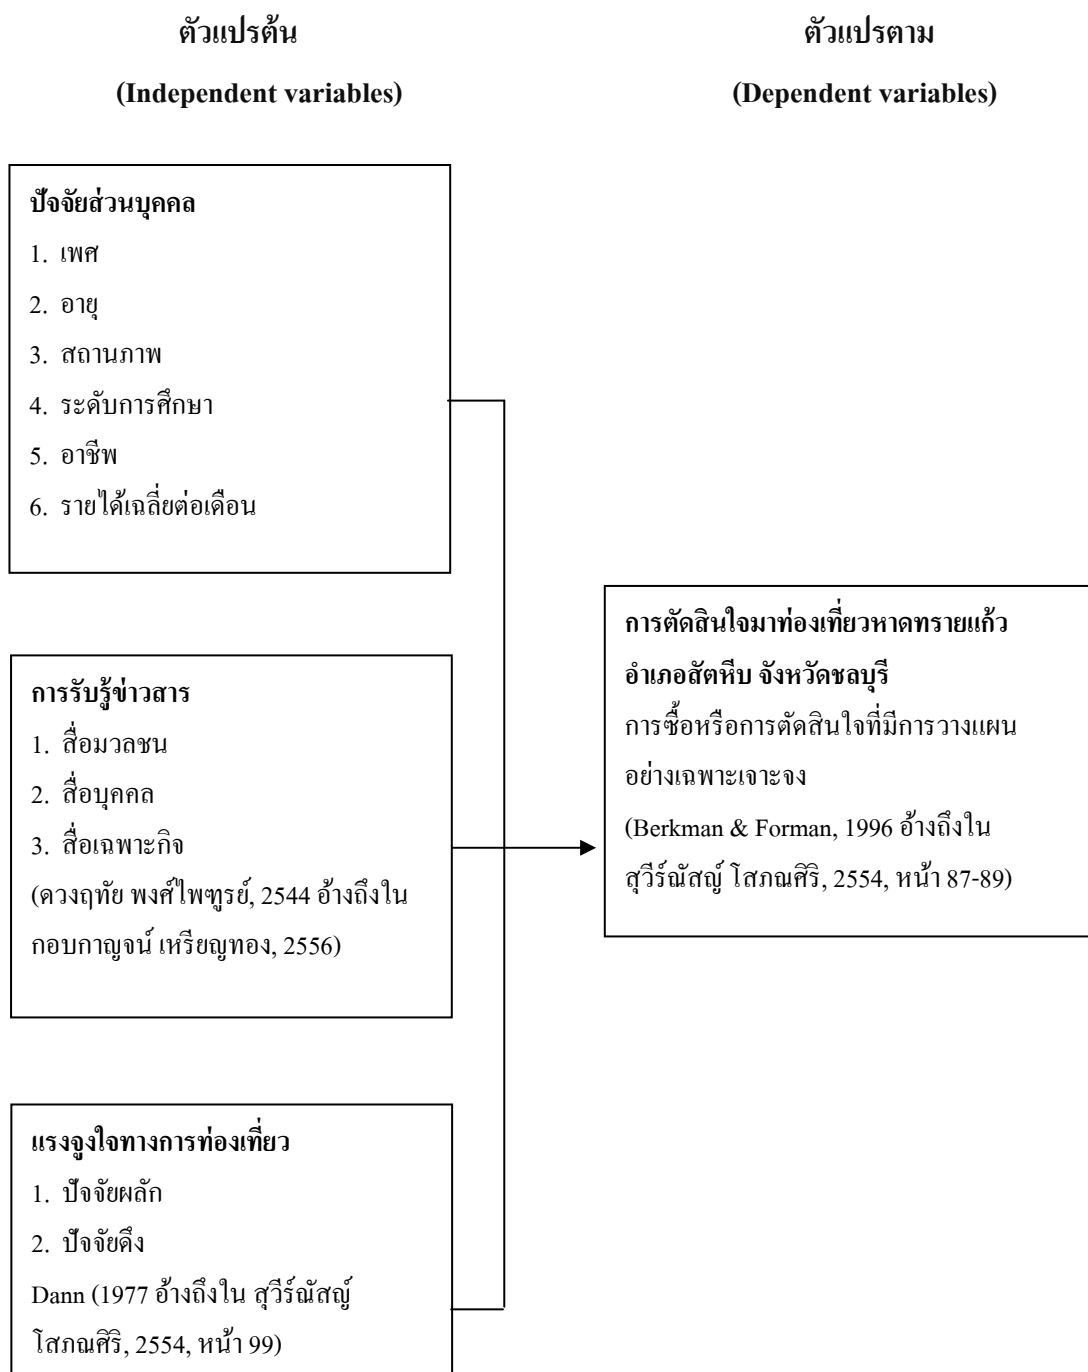 ตัวแปรต้น
(Independent variables)
ตัวแปรตาม
(Dependent variables)
ปัจจัยส่วนบุคคล
1. เพศ
2. อายุ
3. สถานภาพ
4. ระดับการศึกษา
5. อาชีพ
6. รายได้เฉลี่ยต่อเดือน
การรับรู้ข่าวสาร
1. สื่อมวลชน
2. สื่อบุคคล
3. สื่อเฉพาะกิจ
(ดวงฤทัย พงศ์ไพฑูรย์, 2544 อ้างถึงใน
กอบกาญจน์ เหรียญทอง, 2556)
แรงจูงใจทางการท่องเที่ยว
1. ปัจจัยผลัก
2. ปัจจัยดึง
Dann (1977 อ้างถึงใน สุวีร์ณัสญ์
โสภณศิริ, 2554, หน้า 99)
การตัดสินใจมาท่องเที่ยวหาดทรายแก้ว
อำเภอสัตหีบ จังหวัดชลบุรี
การซื้อหรือการตัดสินใจที่มีการวางแผน
อย่างเฉพาะเจาะจง
(Berkman & Forman, 1996 อ้างถึงใน
สุวีร์ณัสญ์ โสภณศิริ, 2554, หน้า 87-89)